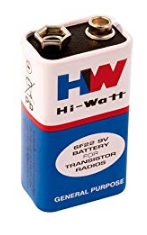 HW
Hi-Watt
6F22 9V
BATTERY
FOR
TRANSISTOR
RADIOS
GENERAL PURPOSE